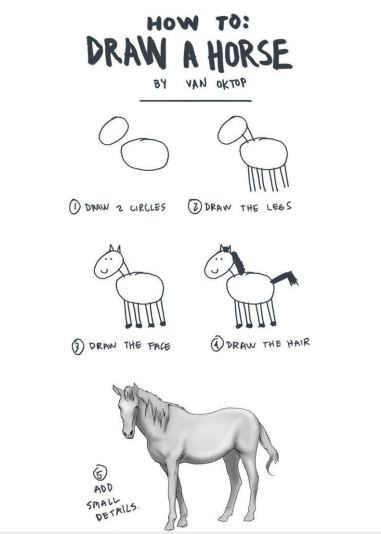 HOW TO:
DRAW A HORSE
BY VAN OKTOP
① DRAW 2 CIRCLES
② DRAW THE LEGS
③ DRAW THE FACE
④ DRAW THE HAIR
⑤
ADD
SMALL
DETAILS.